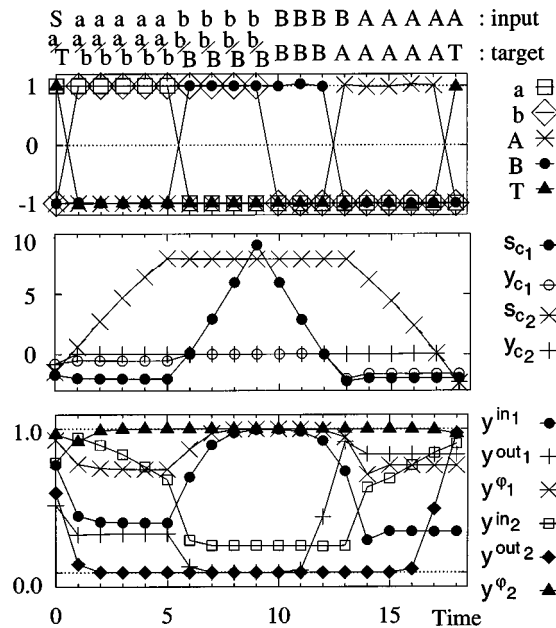 S a a a a a b b b b B B B B A A A A A : input
a/T a/b a/b a/b a/b a/b b/B b/B b/B b/B B B B A A A A A T : target
1
0
-1
a
b
A
B
T
10
5
0
s c1
y c1
s c2
y c2
1.0
0.0
y in1
y out1
y φ1
y in2
y out2
y φ2
0 5 10 15 Time